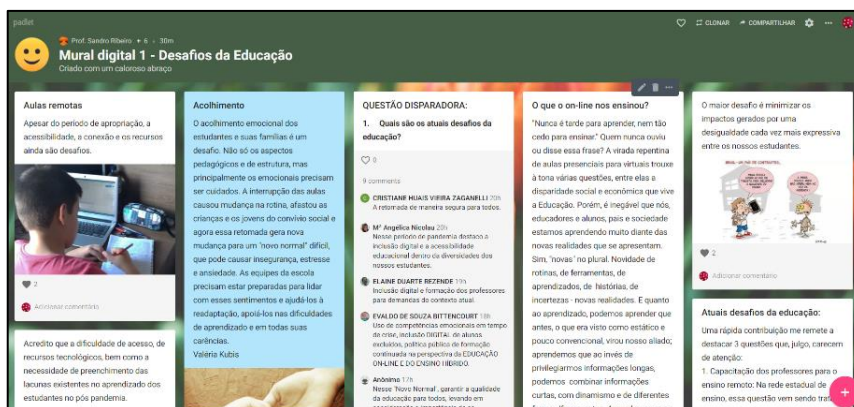 padlet
Prof. Sandro Ribeiro + 6 • 30m
Mural digital 1 - Desafios da Educação
Criado com um caloroso abraço
CLONAR
COMPARTILHAR
Aulas remotas
Apesar do período de apropriação, a
acessibilidade, a conexão e os recursos
ainda são desafios.
2
Adicionar comentário
Acredito que a dificuldade de acesso, de
recursos tecnológicos, bem como a
necessidade de preenchimento das
lacunas existentes no aprendizado dos
estudantes no pós pandemia.
Acolhimento
O acolhimento emocional dos
estudantes e suas famílias é um
desafio. Não só os aspectos
pedagógicos e de estrutura, mas
principalmente os emocionais precisam
ser cuidados. A interrupção das aulas
causou mudança na rotina, afastou as
crianças e os jovens do convívio social e
agora essa retomada gera nova
mudança para um "novo normal" difícil,
que pode causar insegurança, estresse
e ansiedade. As equipes da escola
precisam estar preparadas para lidar
com esses sentimentos e ajudá-los à
readaptação, apoiá-los nas dificuldades
de aprendizado e em todas suas
carências.
Valéria Kubis
QUESTÃO DISPARADORA:
1. Quais são os atuais desafios da
educação?
0
9 comments
CRISTIANE HUAIS VIEIRA ZAGANELLI 20h
A retomada de maneira segura para todos.
Mª Angélica Nicolau 20h
Nesse período de pandemia destaco a
inclusão digital e a acessibilidade
educacional dentro da diversidades dos
nossos estudantes.
ELAINE DUARTE REZENDE 19h
Inclusão digital e formação dos professores
para demandas do contexto atual.
EVALDO DE SOUZA BITTENCOURT 18h
Uso de competências emocionais em tempo
da crise, inclusão DIGITAL de alunas
excluídos, política pública de formação
continuada na perspectiva da EDUCAÇÃO
ON-LINE E DO ENSINO HÍBRIDO.
Anônimo 17h
Nesse 'Novo Normal', garantir a qualidade
da educação para todos, levando em
O que o on-line nos ensinou?
"Nunca é tarde para aprender, nem tão
cedo para ensinar." Quem nunca ouviu
ou disse essa frase? A virada repentina
de aulas presenciais para virtuais trouxe
à tona várias questões, entre elas a
disparidade social e econômica que vive
a Educação. Porém, é inegável que nós,
educadores e alunos, pais e sociedade
estamos aprendendo muito diante das
novas realidades que se apresentam.
Sim, "novas" no plural. Novidade de
rotinas, de ferramentas, de
aprendizados, de histórias, de
incertezas - novas realidades. E quanto
ao aprendizado, podemos aprender que
antes, o que era visto como estático e
pouco convencional, virou nosso aliado;
aprendemos que ao invés de
privilegiarmos informações longas,
podemos combinar informações
curtas, com dinamismo e de diferentes
O maior desafio é minimizar os
impactos gerados por uma
desigualdade cada vez mais expressiva
entre os nossos estudantes.
2
Adicionar comentário
Atuais desafios da educação:
Uma rápida contribuição me remete a
destacar 3 questões que, julgo, carecem
de atenção:
1. Capacitação dos professores para o
ensino remoto: Na rede estadual de
ensino, essa questão vem sendo